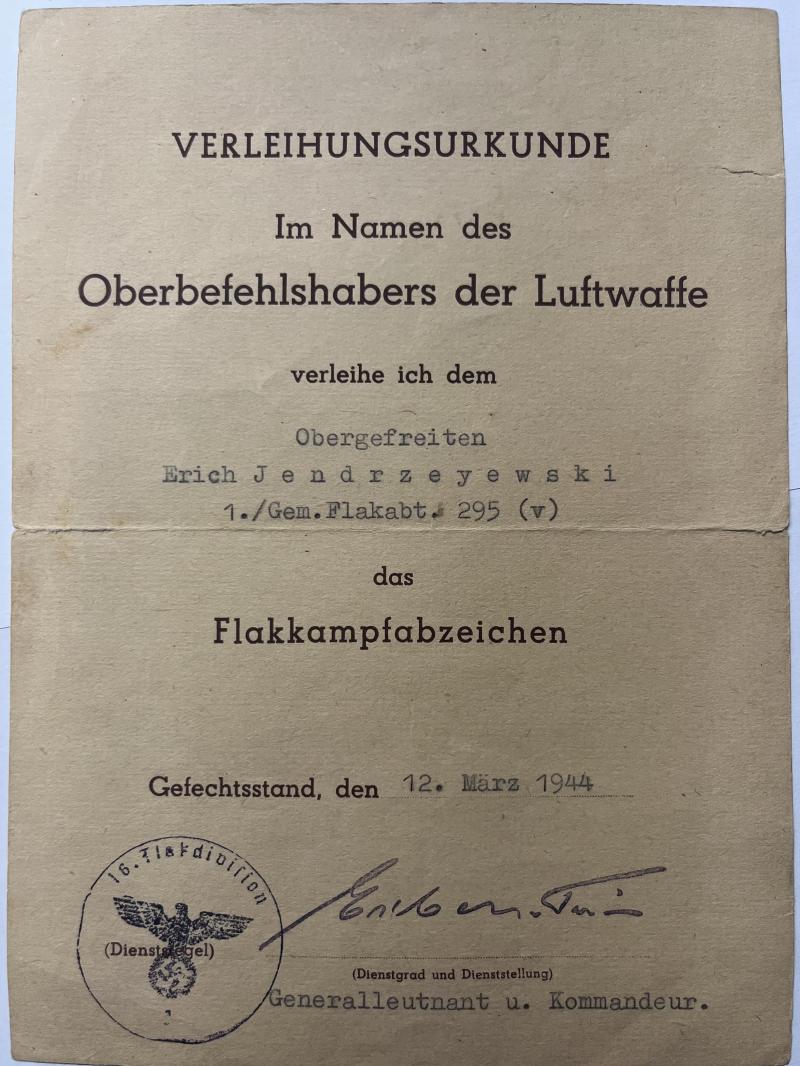 VERLEIHUNGSURKUNDE
Im Namen des
Oberbefehlshabers der Luftwaffe
verleihe ich dem
Obergefreiten
Erich J e n d r z e y e w s k i
1./Gem.Flakabt. 295 (v)
das
Flakkampfabzeichen
Gefechtsstand, den 12. März 1944
16. Flakdivision
(Dienstsiegel)
(Dienstgrad und Dienststellung)
Generalleutnant u. Kommandeur.